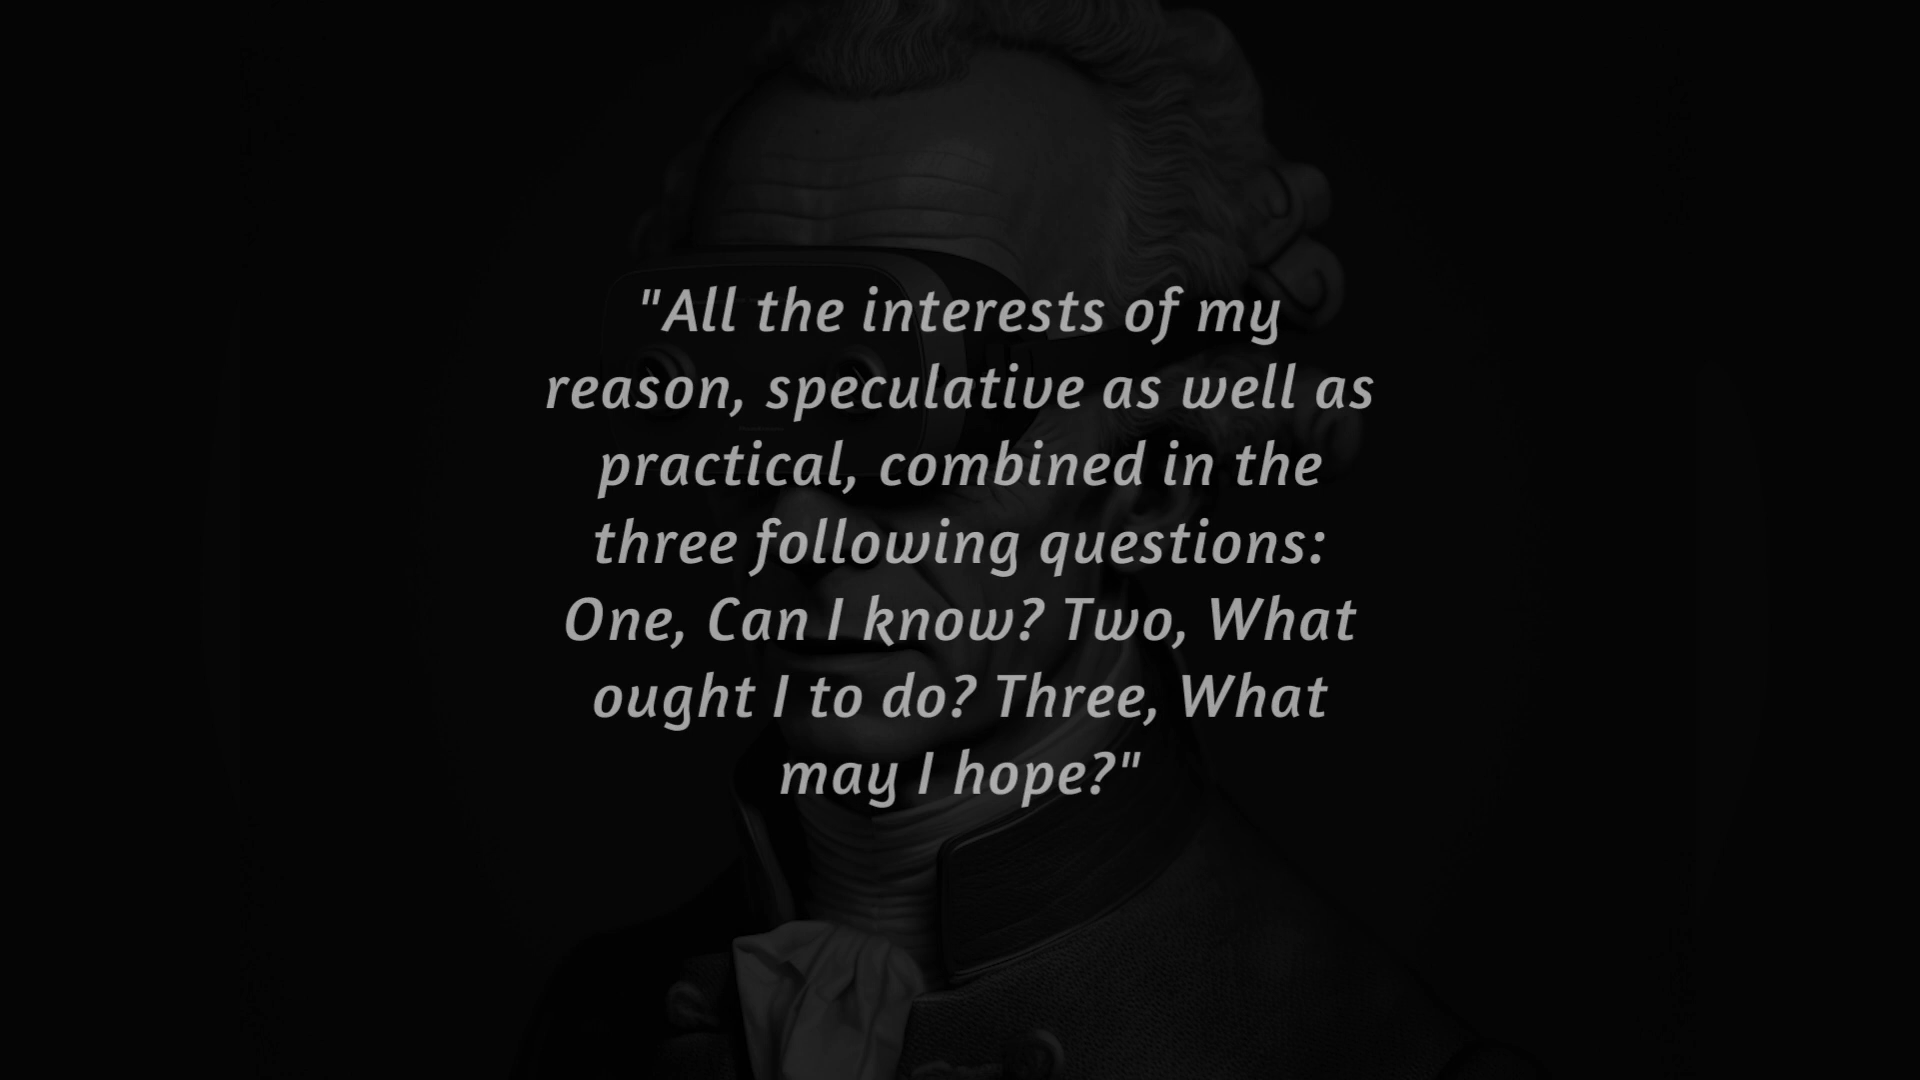 "All the interests of my
reason, speculative as well as
practical, combined in the
three following questions:
One, Can I know? Two, What
ought I to do? Three, What
may I hope?"